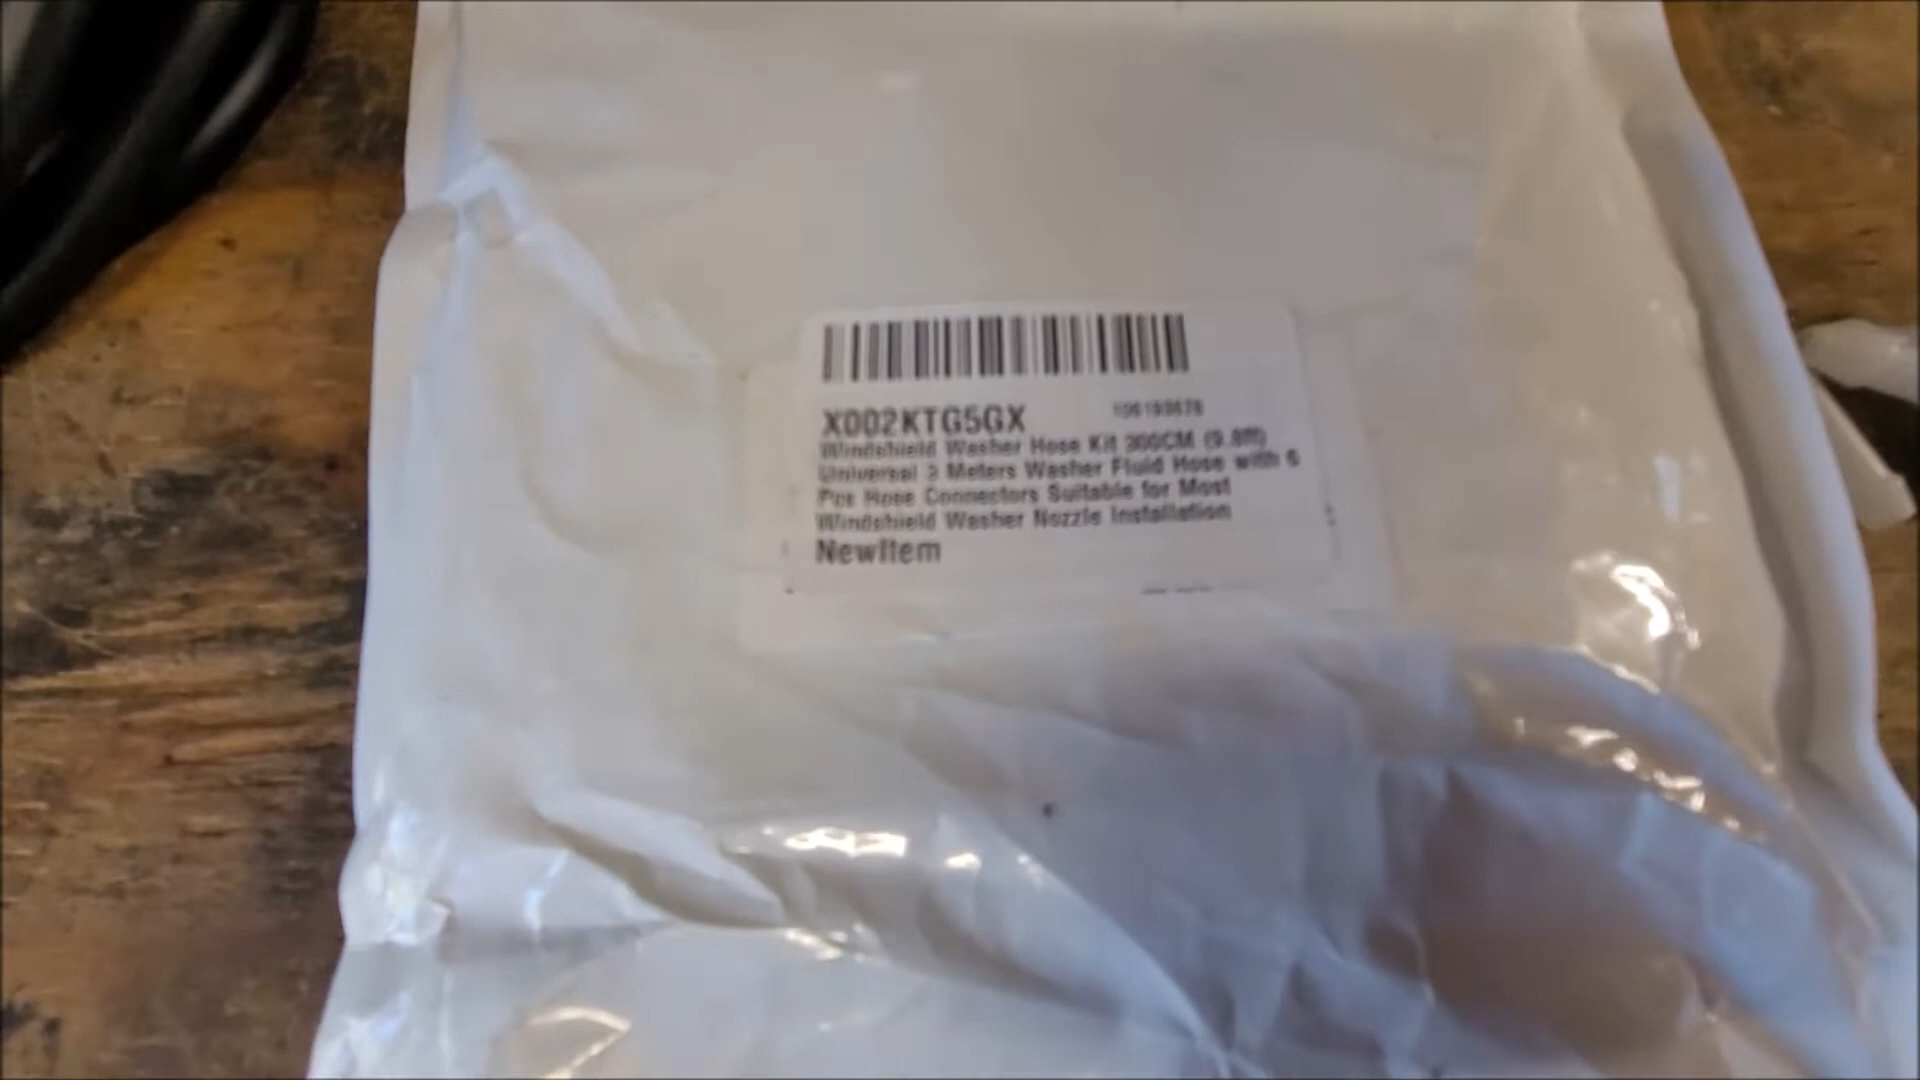 X002KTG5GX
Windshield Washer Hose Kit 300CM (9.8ft)
Universal 3 Meters Washer Fluid Hose with 6
Pcs Hose Connectors Suitable for Most
Windshield Washer Nozzle Installation
NewItem